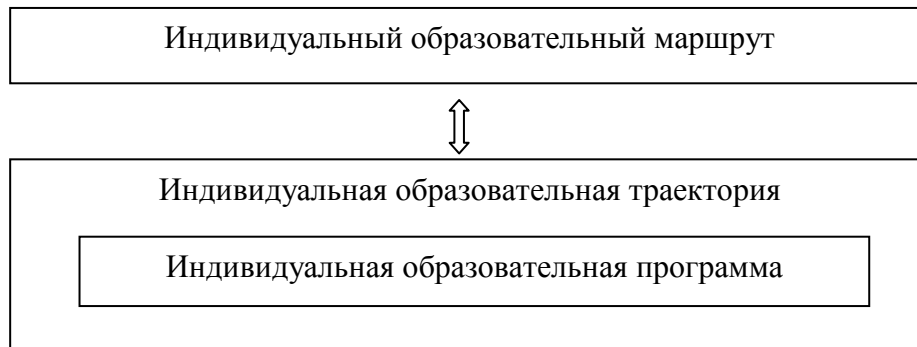 Индивидуальный образовательный маршрут
Индивидуальная образовательная траектория
Индивидуальная образовательная программа